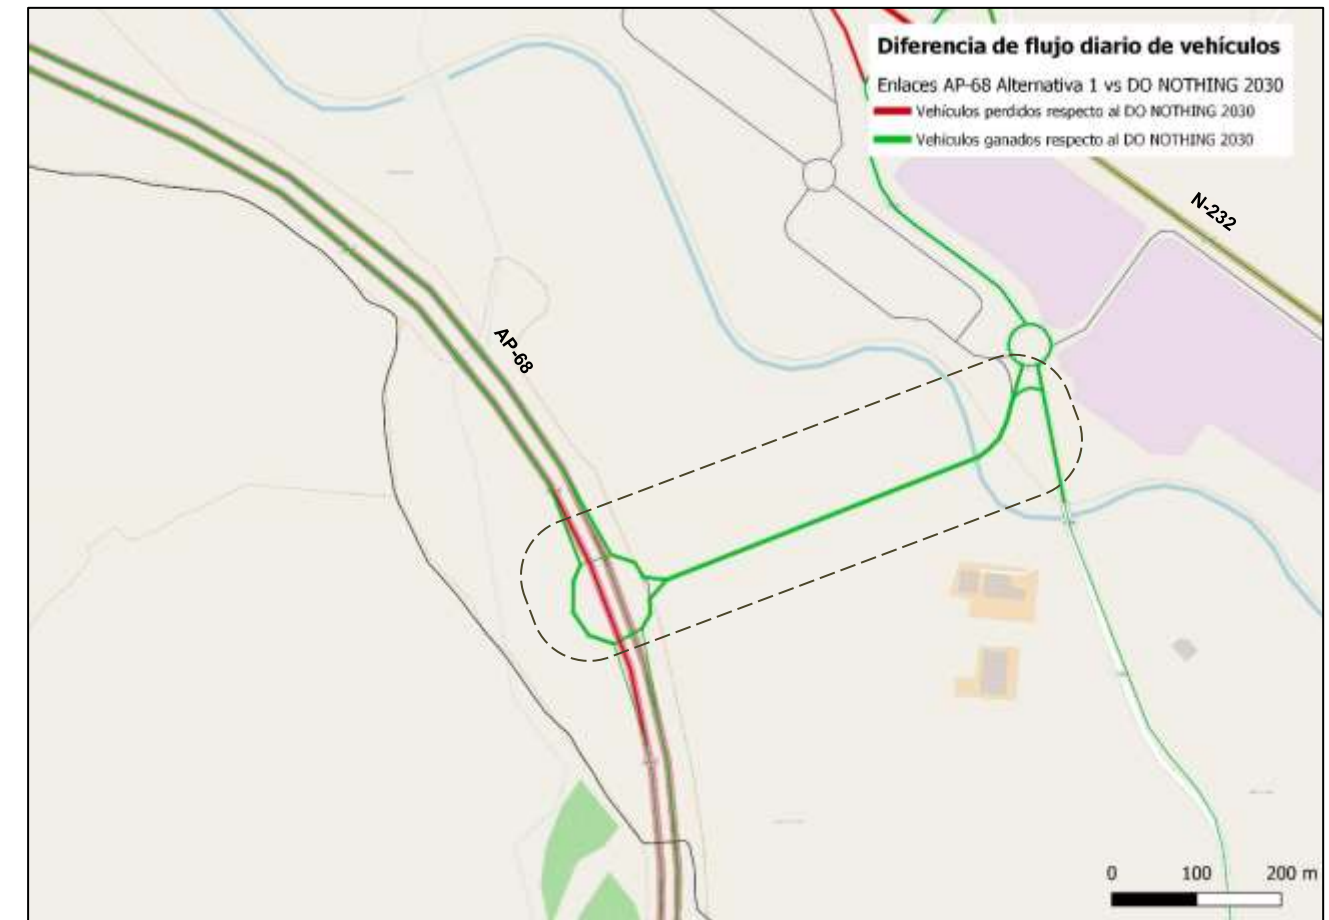 Diferencia de flujo diario de vehículos
Enlaces AP-68 Alternativa 1 vs DO NOTHING 2030
Vehículos perdidos respecto al DO NOTHING 2030
Vehículos ganados respecto al DO NOTHING 2030
N-232
AP-68
0 100 200 m